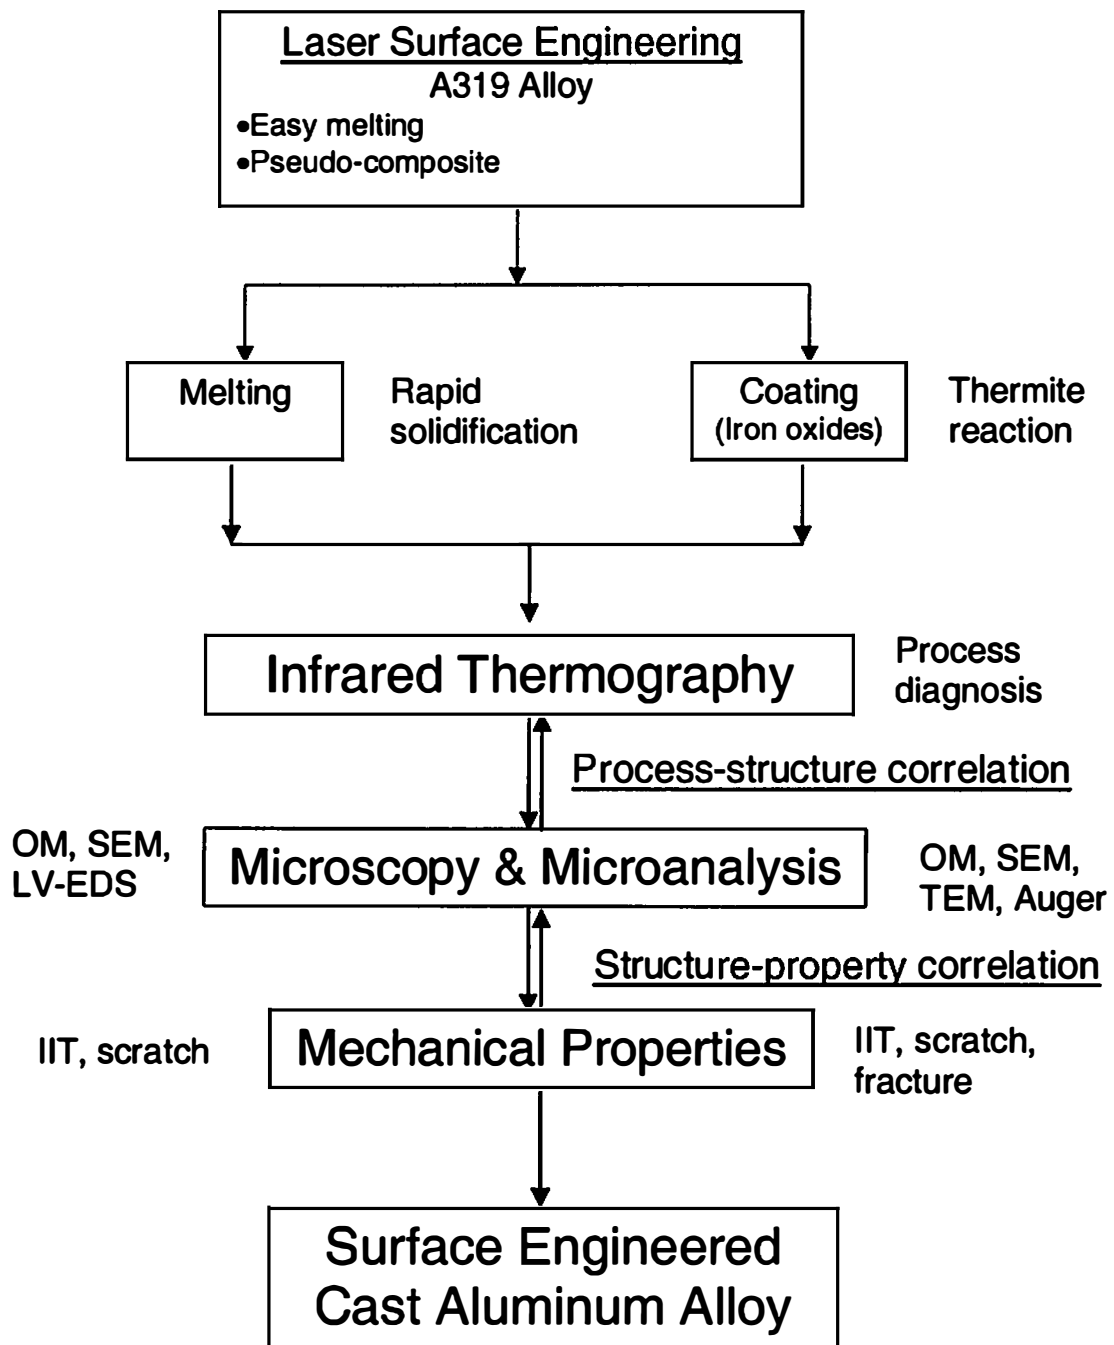 Laser Surface Engineering
A319 Alloy
•Easy melting
•Pseudo-composite
Melting
Rapid
solidification
Coating
(Iron oxides)
Thermite
reaction
Infrared Thermography
Process
diagnosis
Process-structure correlation
OM, SEM,
LV-EDS
Microscopy & Microanalysis
OM, SEM,
TEM, Auger
Structure-property correlation
IIT, scratch
Mechanical Properties
IIT, scratch,
fracture
Surface Engineered
Cast Aluminum Alloy